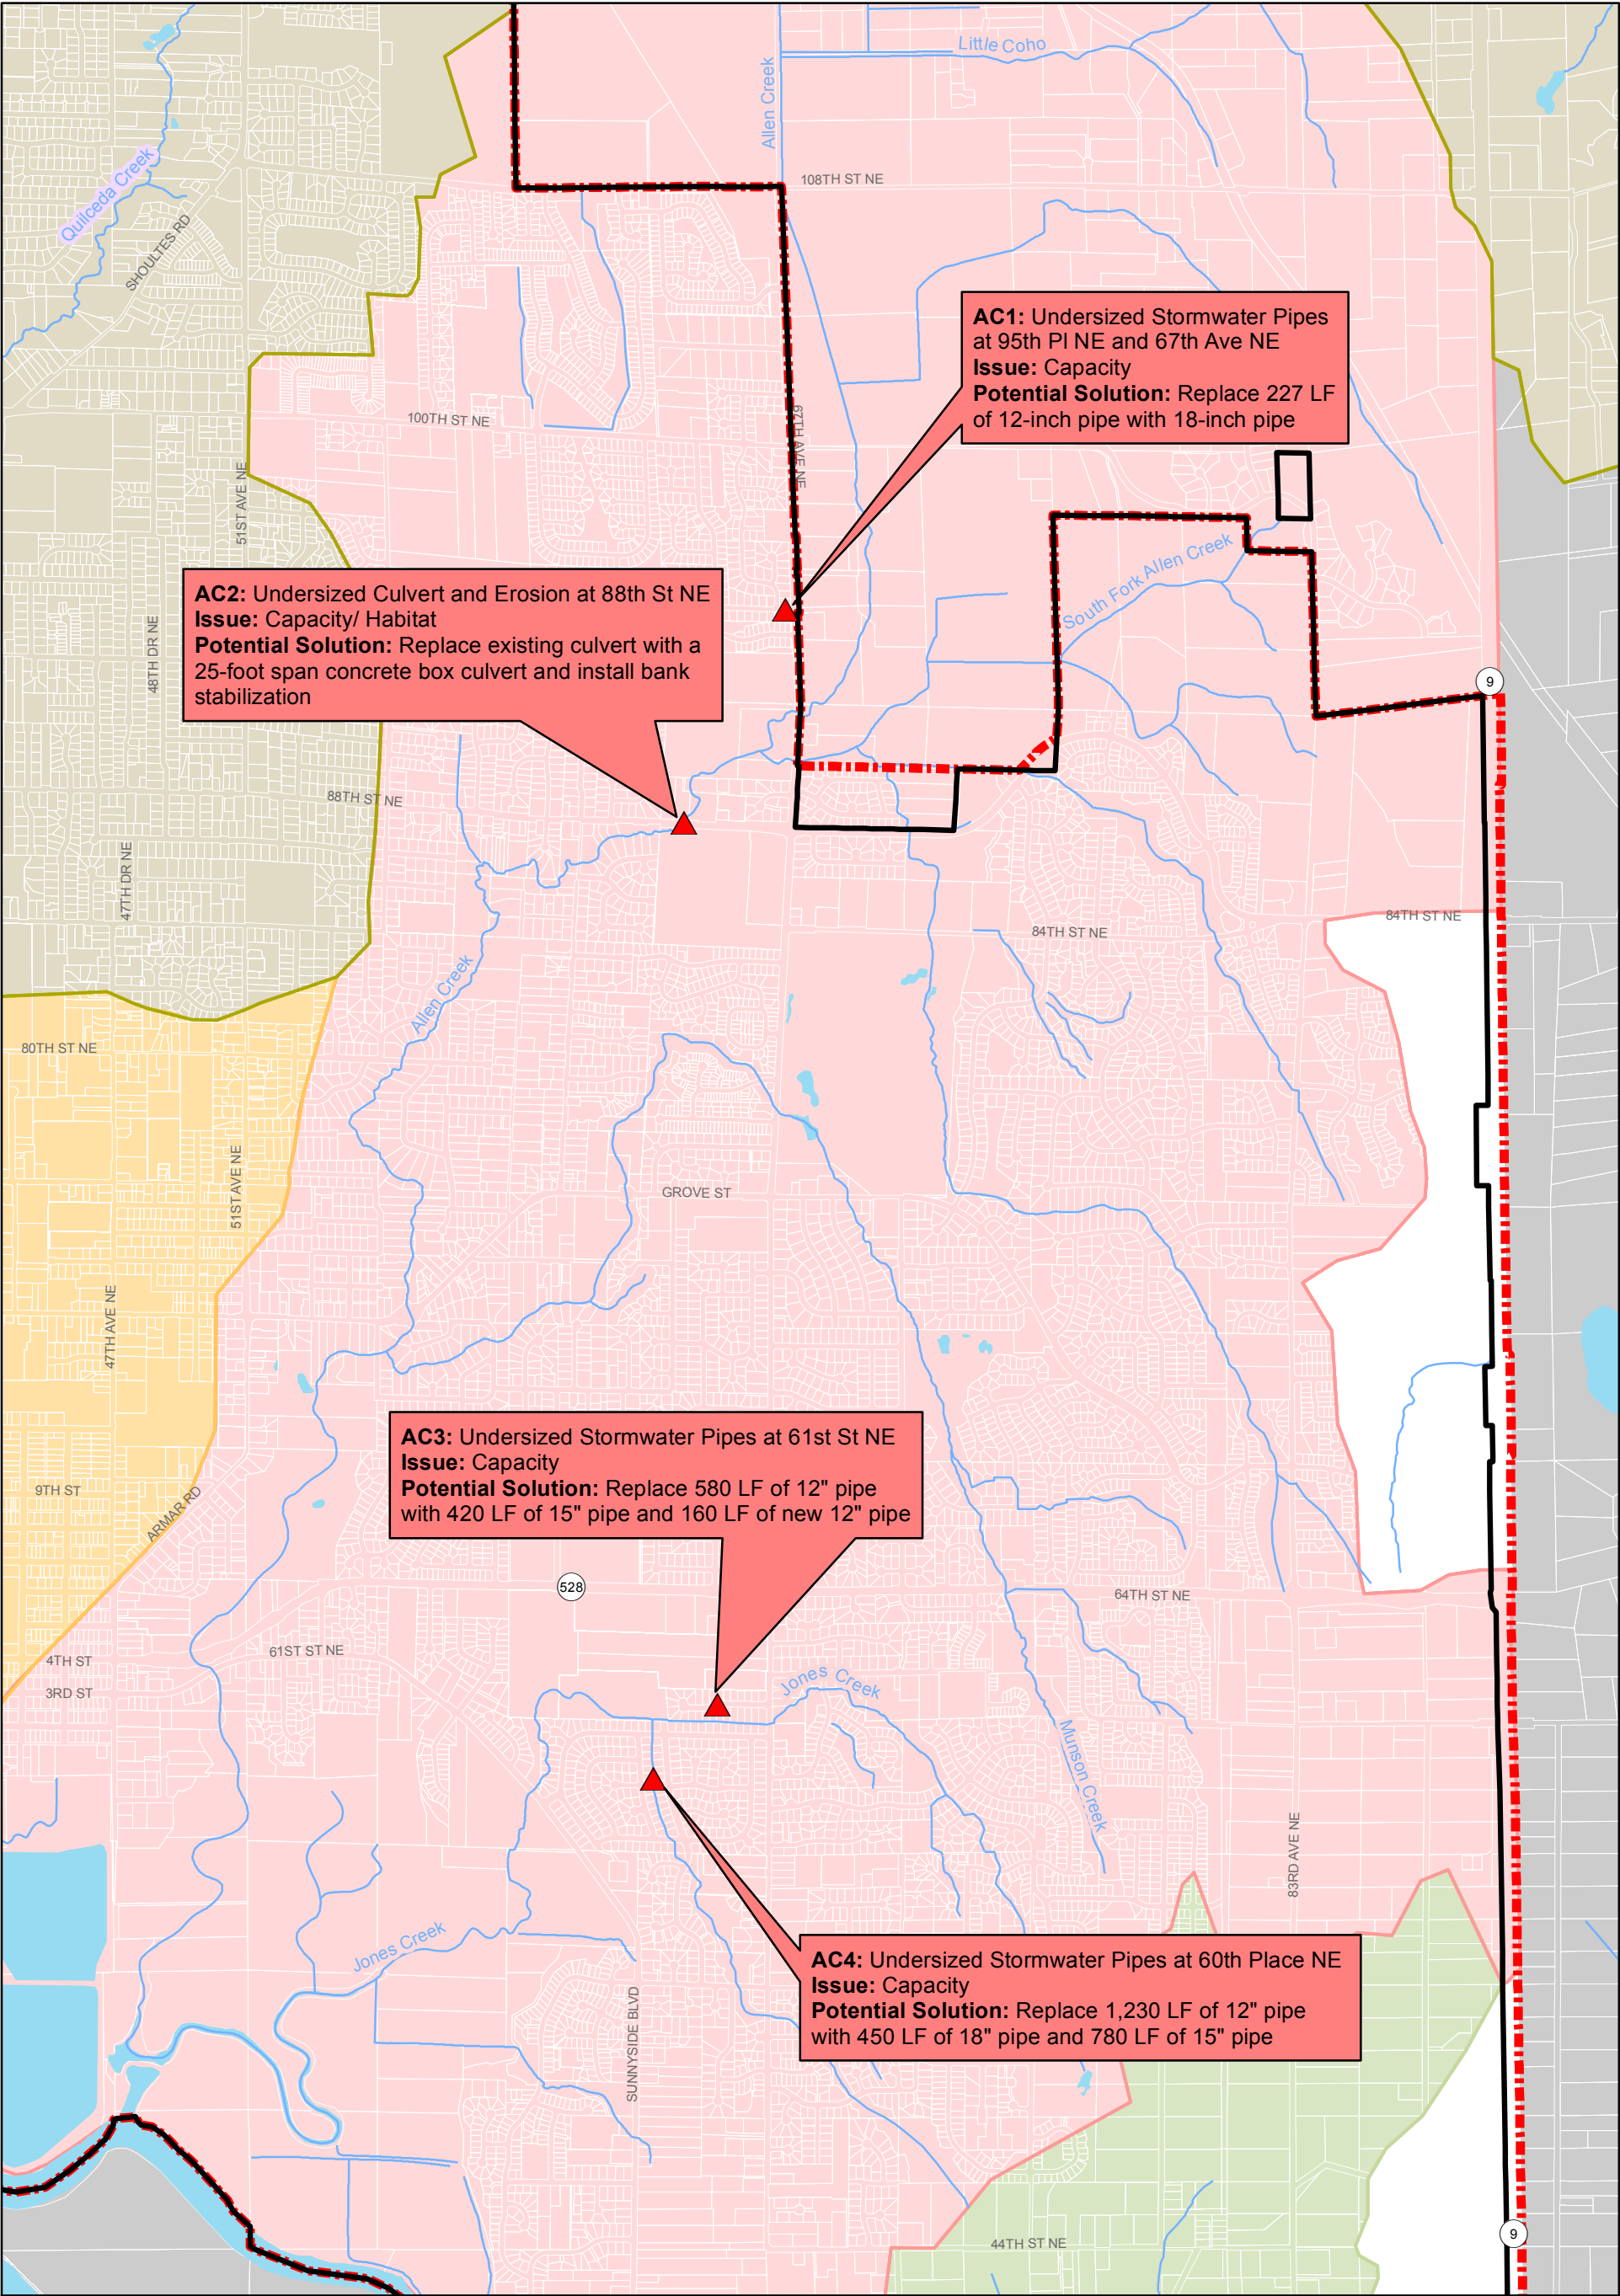 Little Coho
Allen Creek
Quilceda Creek
SHOULTES RD
108TH ST NE
AC1: Undersized Stormwater Pipes
at 95th Pl NE and 67th Ave NE
Issue: Capacity
Potential Solution: Replace 227 LF
of 12-inch pipe with 18-inch pipe
100TH ST NE
67TH AVE NE
51ST AVE NE
South Fork Allen Creek
AC2: Undersized Culvert and Erosion at 88th St NE
Issue: Capacity/ Habitat
Potential Solution: Replace existing culvert with a
25-foot span concrete box culvert and install bank
stabilization
48TH DR NE
9
88TH ST NE
47TH DR NE
84TH ST NE
84TH ST NE
Allen Creek
80TH ST NE
51ST AVE NE
GROVE ST
47TH AVE NE
AC3: Undersized Stormwater Pipes at 61st St NE
Issue: Capacity
Potential Solution: Replace 580 LF of 12" pipe
with 420 LF of 15" pipe and 160 LF of new 12" pipe
9TH ST
ARMAR RD
528
64TH ST NE
61ST ST NE
4TH ST
3RD ST
Jones Creek
Munson Creek
83RD AVE NE
Jones Creek
AC4: Undersized Stormwater Pipes at 60th Place NE
Issue: Capacity
Potential Solution: Replace 1,230 LF of 12" pipe
with 450 LF of 18" pipe and 780 LF of 15" pipe
SUNNYSIDE BLVD
44TH ST NE
9